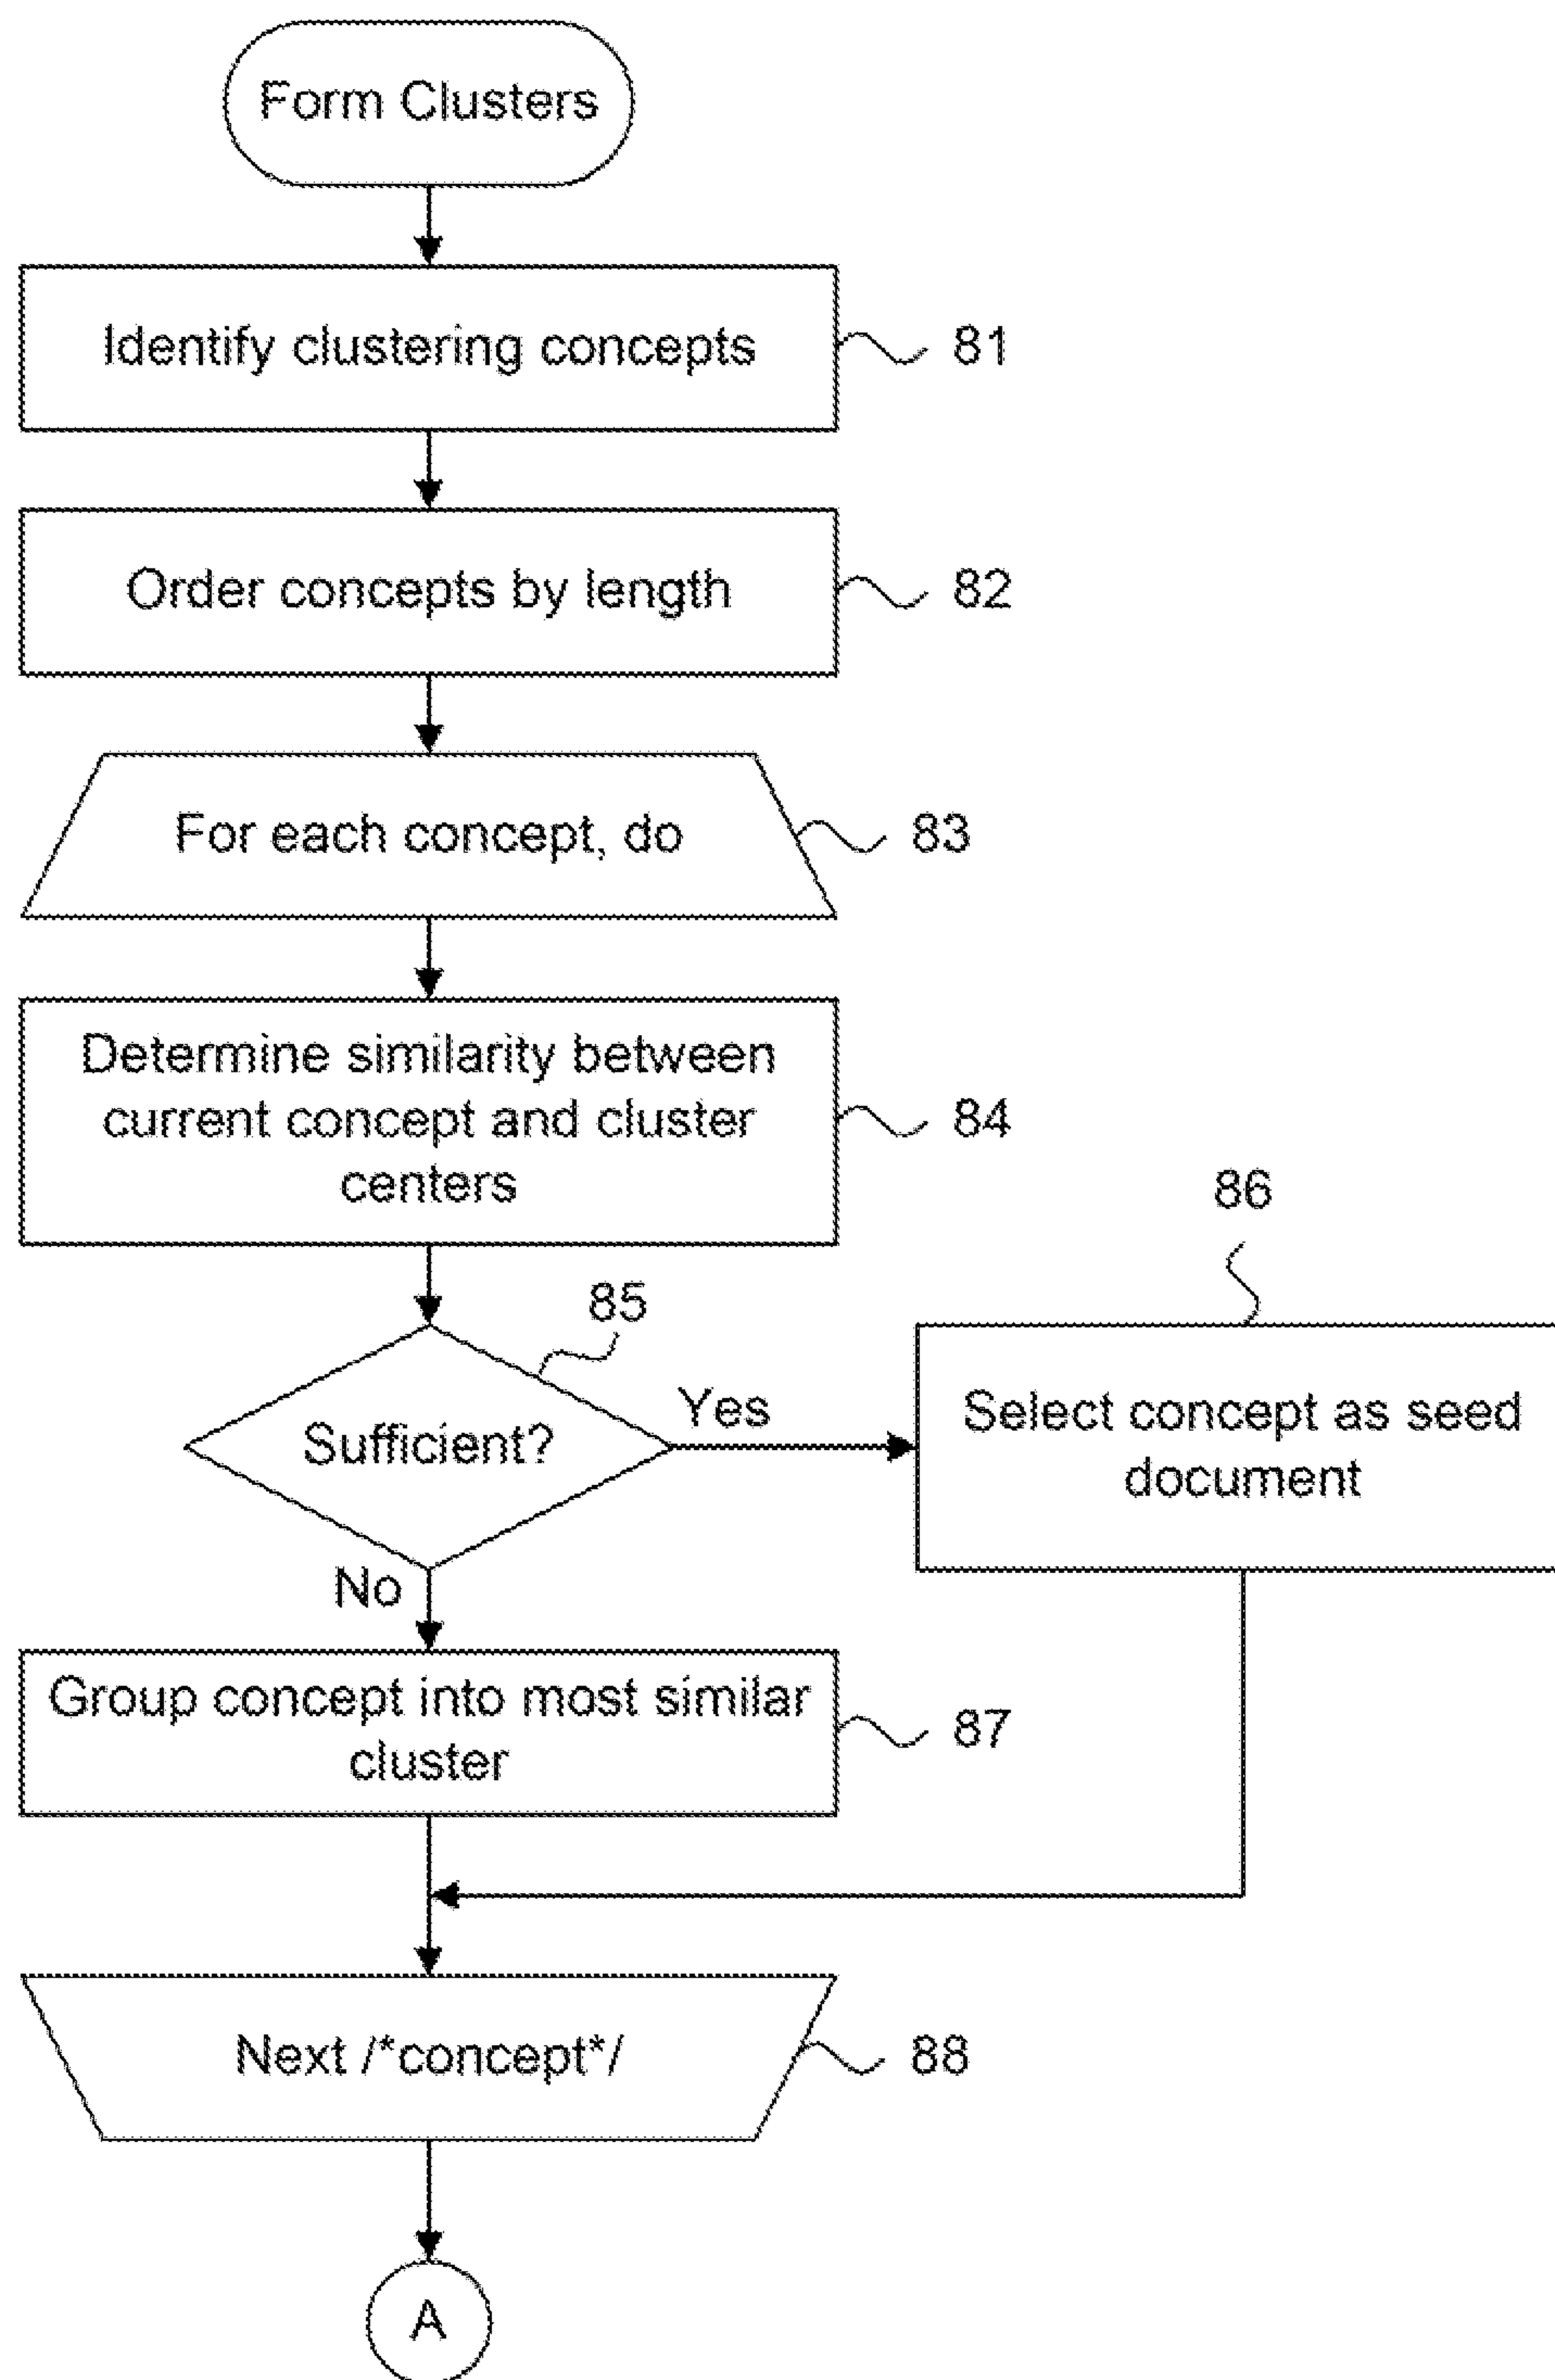 Form Clusters
Identify clustering concepts
81
Order concepts by length
82
For each concept, do
83
Determine similarity between
current concept and cluster
centers
84
85
86
Sufficient?
Yes
Select concept as seed
document
No
Group concept into most similar
cluster
87
Next /*concept*/
88
A